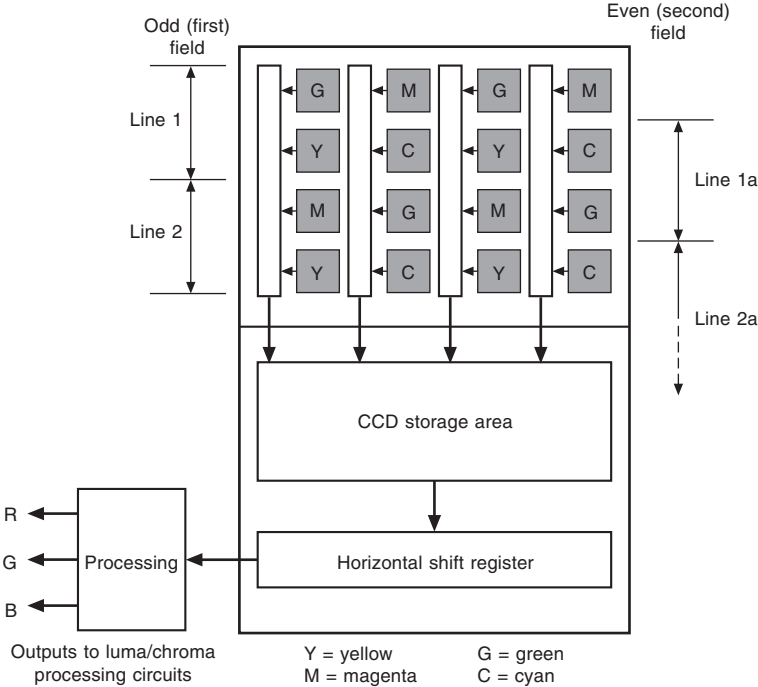 Odd (first)
field
Even (second)
field
G M G M
Line 1
Y C Y C
Line 1a
M G M G
Line 2
Y C Y C
Line 2a
CCD storage area
R
G
B
Processing
Horizontal shift register
Outputs to luma/chroma
processing circuits
Y = yellow G = green
M = magenta C = cyan